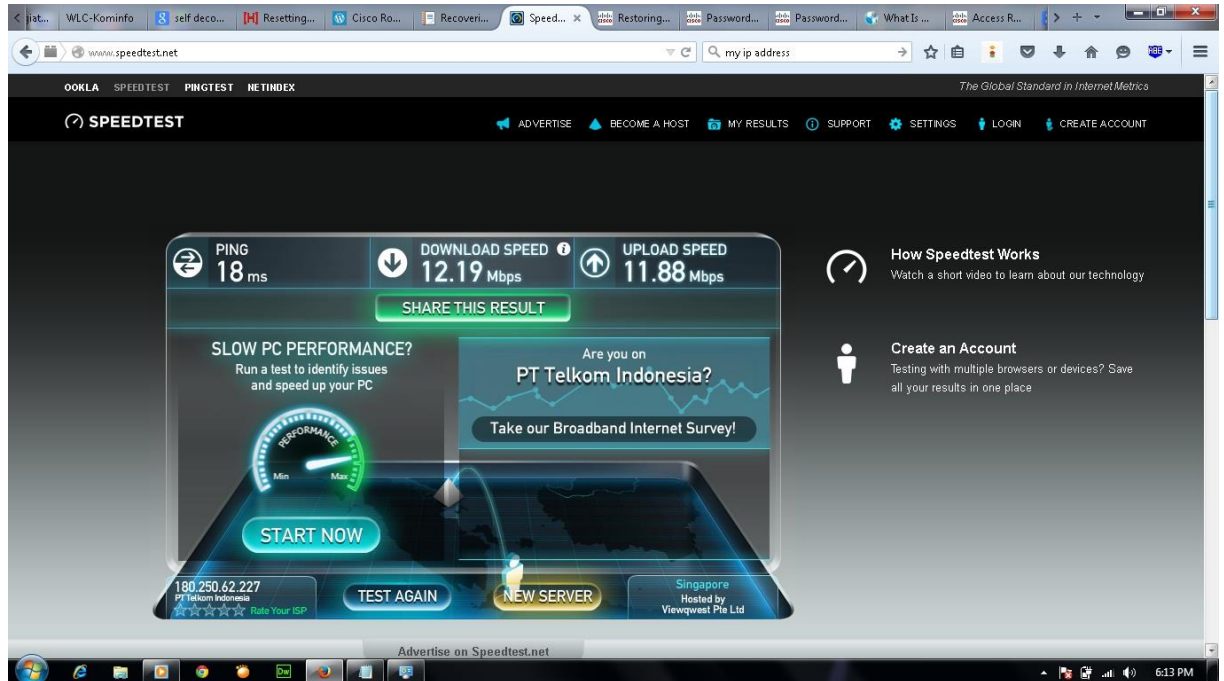 jiat...
WLC-Kominfo
self deco...
[H] Resetting...
Cisco Ro...
Recoveri...
Speed...
Restoring...
Password...
Password...
What Is ...
Access R...
www.speedtest.net
my ip address
OOKLA SPEEDTEST PINGTEST NETINDEX
The Global Standard in Internet Metrics
SPEEDTEST
ADVERTISE BECOME A HOST MY RESULTS SUPPORT SETTINGS LOGIN CREATE ACCOUNT
PING
18 ms
DOWNLOAD SPEED
12.19 Mbps
UPLOAD SPEED
11.88 Mbps
SHARE THIS RESULT
SLOW PC PERFORMANCE?
Run a test to identify issues
and speed up your PC
PERFORMANCE
Min Max
START NOW
Are you on
PT Telkom Indonesia?
Take our Broadband Internet Survey!
How Speedtest Works
Watch a short video to learn about our technology
Create an Account
Testing with multiple browsers or devices? Save
all your results in one place
180.250.62.227
PT Telkom Indonesia
Rate Your ISP
TEST AGAIN
NEW SERVER
Singapore
Hosted by
Viewqwest Pte Ltd
Advertise on Speedtest.net
Dw
6:13 PM